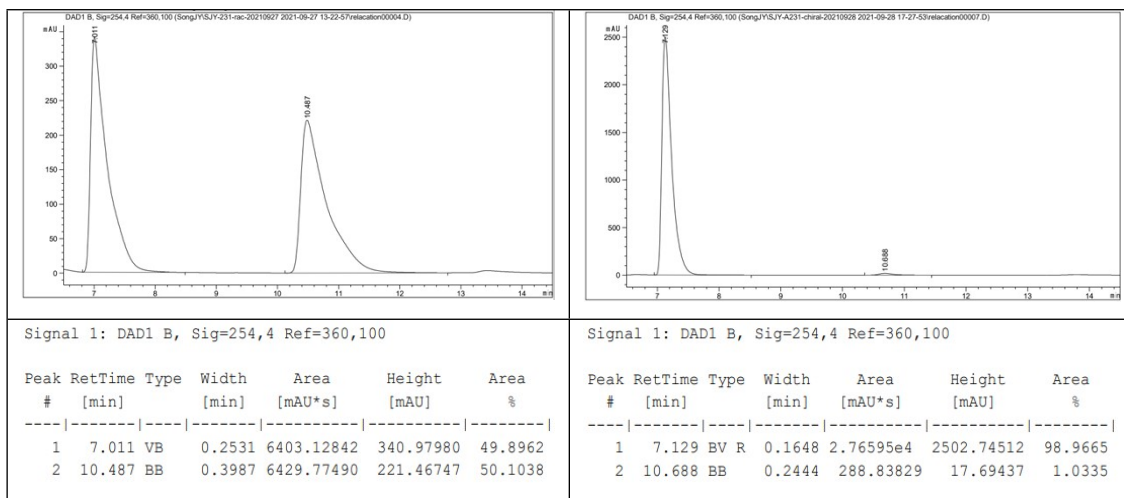 DAD1 B, Sig=254,4 Ref=360,100 (SongJY\SJY-231-rac-20210927 2021-09-27 13-22-57\relacation00004.D)
mAU
300
250
200
150
100
50
0
7.011
10.487
7 8 9 10 11 12 13 14 min
DAD1 B, Sig=254,4 Ref=360,100 (SongJY\SJY-A231-chiral-20210928 2021-09-28 17-27-53\relacation00007.D)
mAU
2500
2000
1500
1000
500
0
7.129
10.688
7 8 9 10 11 12 13 14 min
Signal 1: DAD1 B, Sig=254,4 Ref=360,100
Peak RetTime Type Width Area Height Area
# [min] [min] [mAU*s] [mAU] %
----|-------|----|-------|----------|----------|--------|
1 7.011 VB 0.2531 6403.12842 340.97980 49.8962
2 10.487 BB 0.3987 6429.77490 221.46747 50.1038
Signal 1: DAD1 B, Sig=254,4 Ref=360,100
Peak RetTime Type Width Area Height Area
# [min] [min] [mAU*s] [mAU] %
----|-------|----|-------|----------|----------|--------|
1 7.129 BV R 0.1648 2.76595e4 2502.74512 98.9665
2 10.688 BB 0.2444 288.83829 17.69437 1.0335